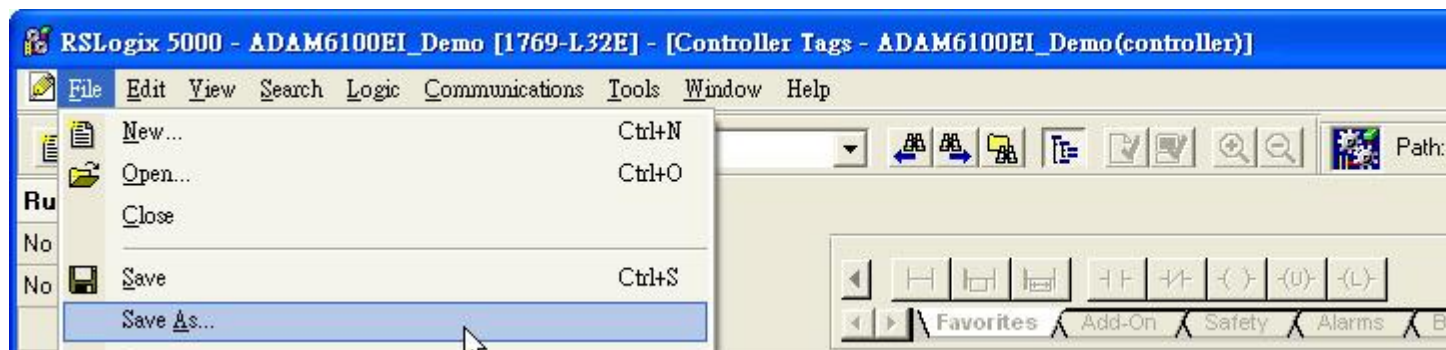 RSLogix 5000 - ADAM6100EI_Demo [1769-L32E] - [Controller Tags - ADAM6100EI_Demo(controller)]
File Edit View Search Logic Communications Tools Window Help
New... Ctrl+N
Path:
Open... Ctrl+O
Ru
Close
No
Save Ctrl+S
No
Save As...
Favorites Add-On Safety Alarms B